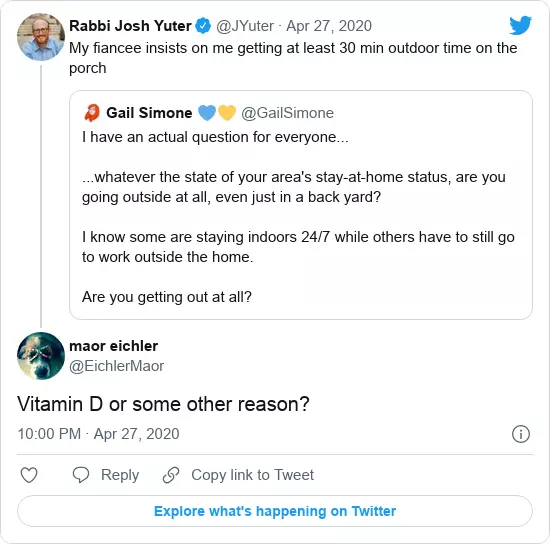 Rabbi Josh Yuter @JYuter · Apr 27, 2020
My fiancee insists on me getting at least 30 min outdoor time on the
porch
Gail Simone 💙💛 @GailSimone
I have an actual question for everyone...
...whatever the state of your area's stay-at-home status, are you
going outside at all, even just in a back yard?
I know some are staying indoors 24/7 while others have to still go
to work outside the home.
Are you getting out at all?
maor eichler
@EichlerMaor
Vitamin D or some other reason?
10:00 PM · Apr 27, 2020
Reply Copy link to Tweet
Explore what's happening on Twitter